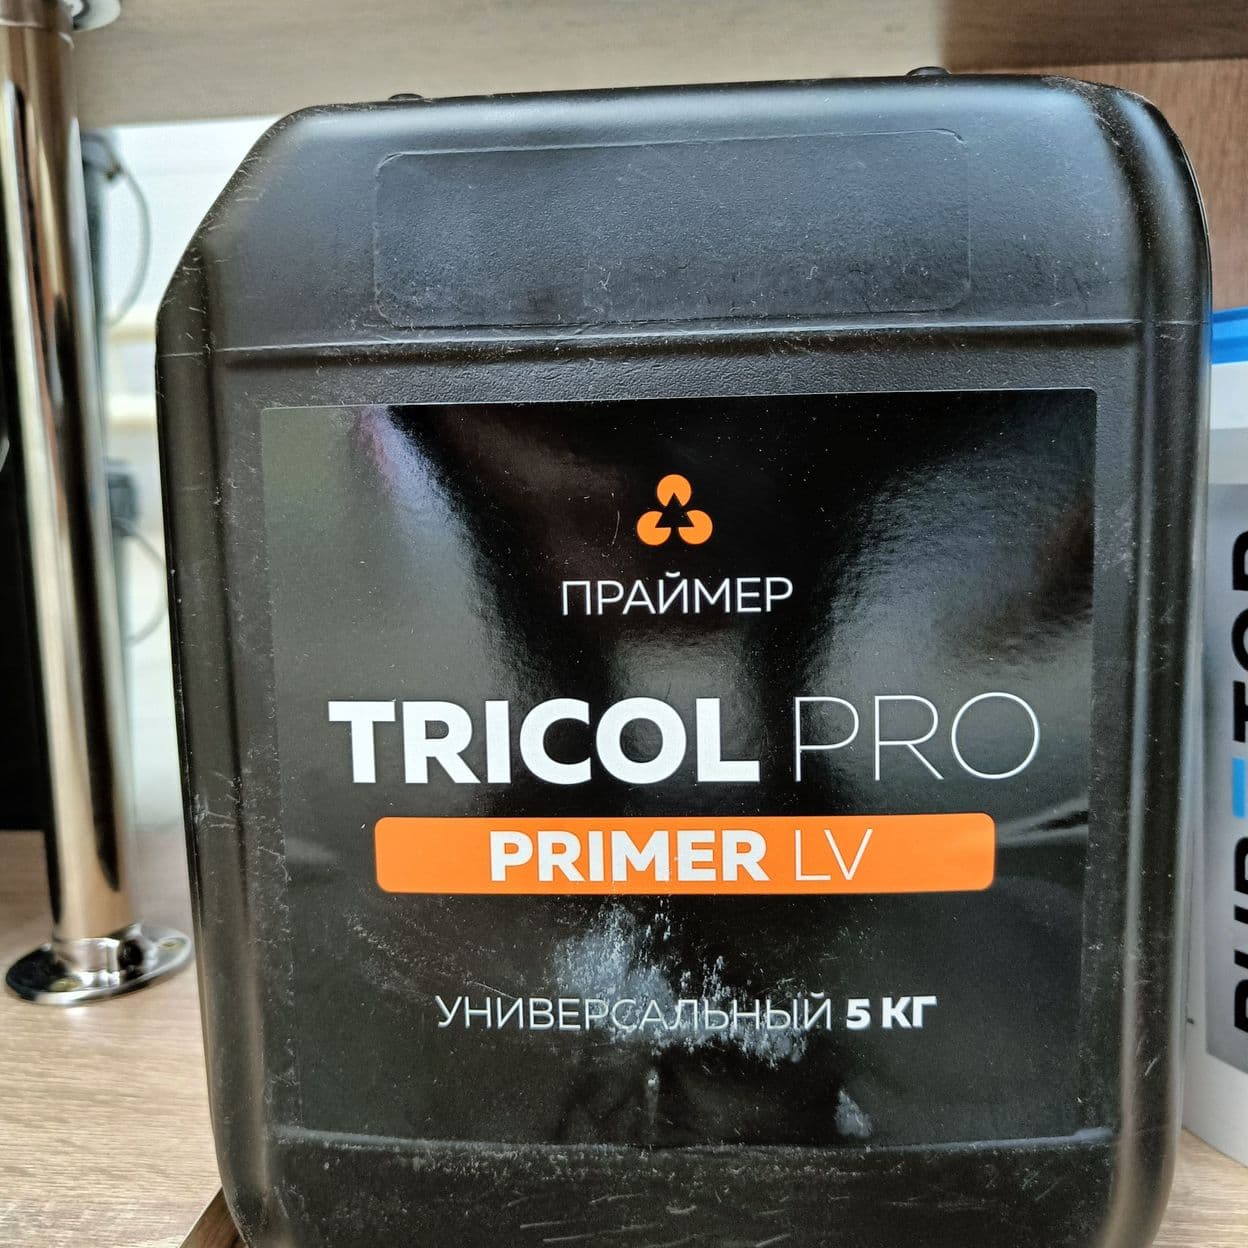 ПРАЙМЕР
TRICOL PRO
PRIMER LV
УНИВЕРСАЛЬНЫЙ 5 КГ